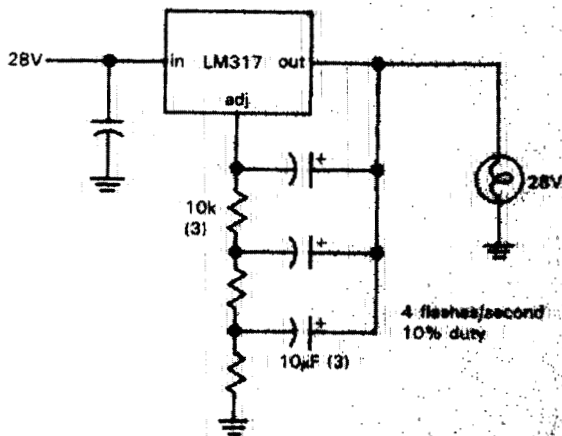 28V
in LM317 out
adj.
10k
(3)
28V
4 flashes/second
10% duty
10µF (3)